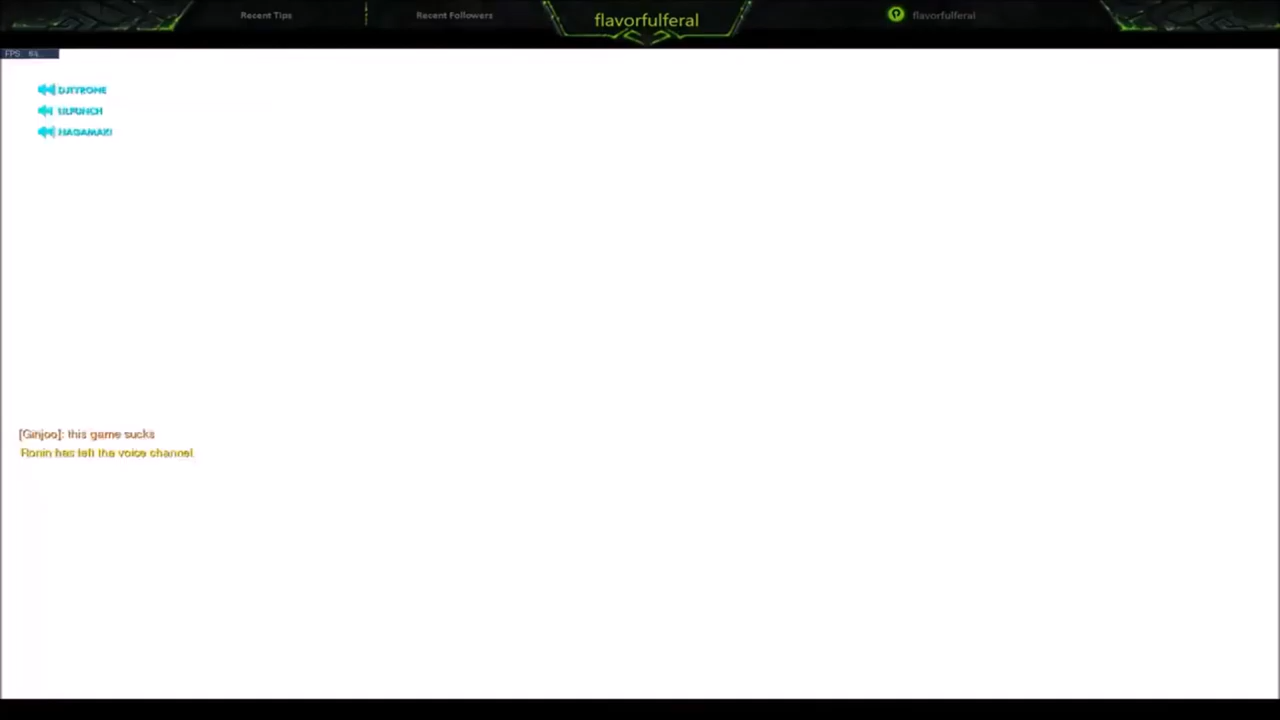 Recent Tips
Recent Followers
flavorfulferal
flavorfulferal
FPS
DJTYRONE
LILPUNCH
HAGAMAKI
[Ginjoo]: this game sucks
Ronin has left the voice channel